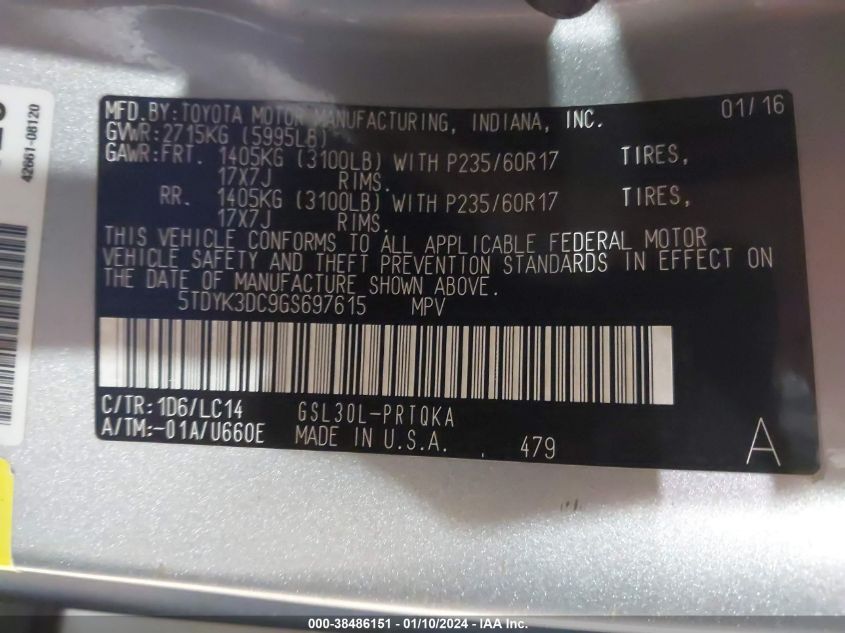 MFD.BY:TOYOTA MOTOR MANUFACTURING, INDIANA, INC. 01/16
GVWR:2715KG (5995LB)
GAWR:FRT. 1405KG (3100LB) WITH P235/60R17 TIRES,
17X7J RIMS.
RR. 1405KG (3100LB) WITH P235/60R17 TIRES,
17X7J RIMS.
THIS VEHICLE CONFORMS TO ALL APPLICABLE FEDERAL MOTOR
VEHICLE SAFETY AND THEFT PREVENTION STANDARDS IN EFFECT ON
THE DATE OF MANUFACTURE SHOWN ABOVE.
5TDYK3DC9GS697615 MPV
C/TR:1D6/LC14 GSL30L-PRTQKA
A/TM:-01A/U660E MADE IN U.S.A. 479 A
42661-08120
000-38486151 - 01/10/2024 - IAA Inc.